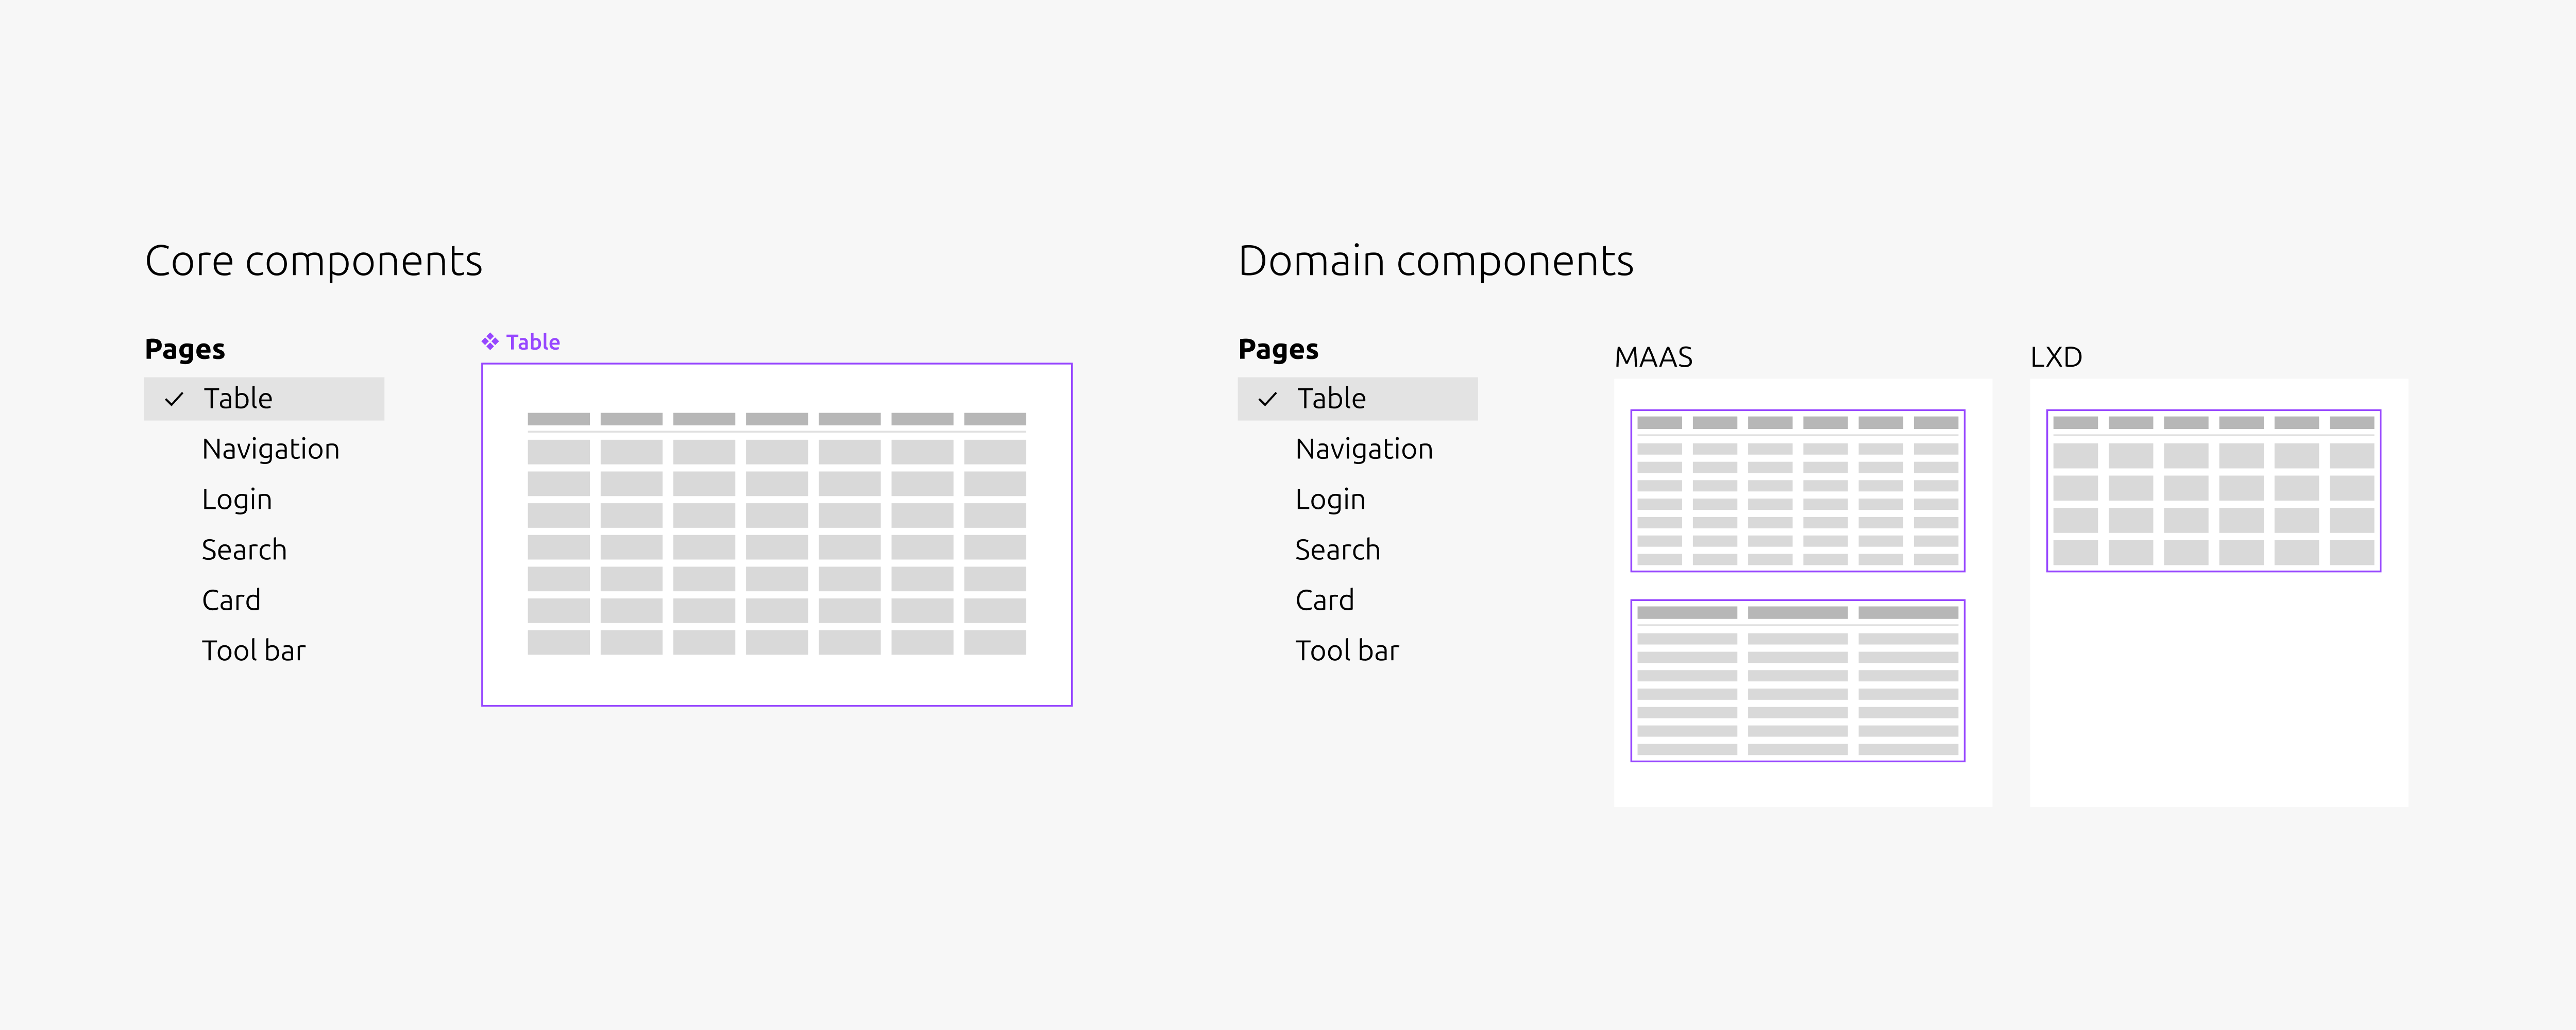 Core components
Pages
Table
Navigation
Login
Search
Card
Tool bar
Table
Domain components
Pages
Table
Navigation
Login
Search
Card
Tool bar
MAAS
LXD